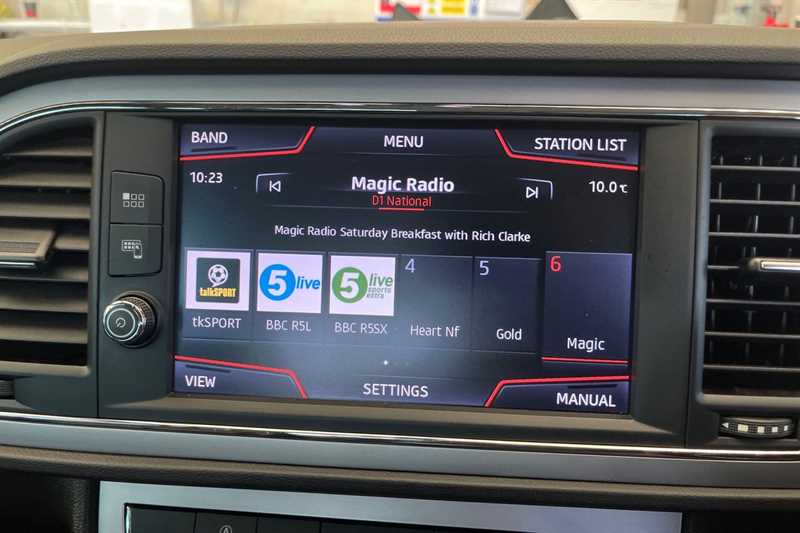 BAND
MENU
STATION LIST
10:23
Magic Radio
10.0 °C
D1 National
Magic Radio Saturday Breakfast with Rich Clarke
talkSPORT
5 live
5 live sports extra
4
5
6
tkSPORT
BBC R5L
BBC R5SX
Heart Nf
Gold
Magic
VIEW
SETTINGS
MANUAL
A